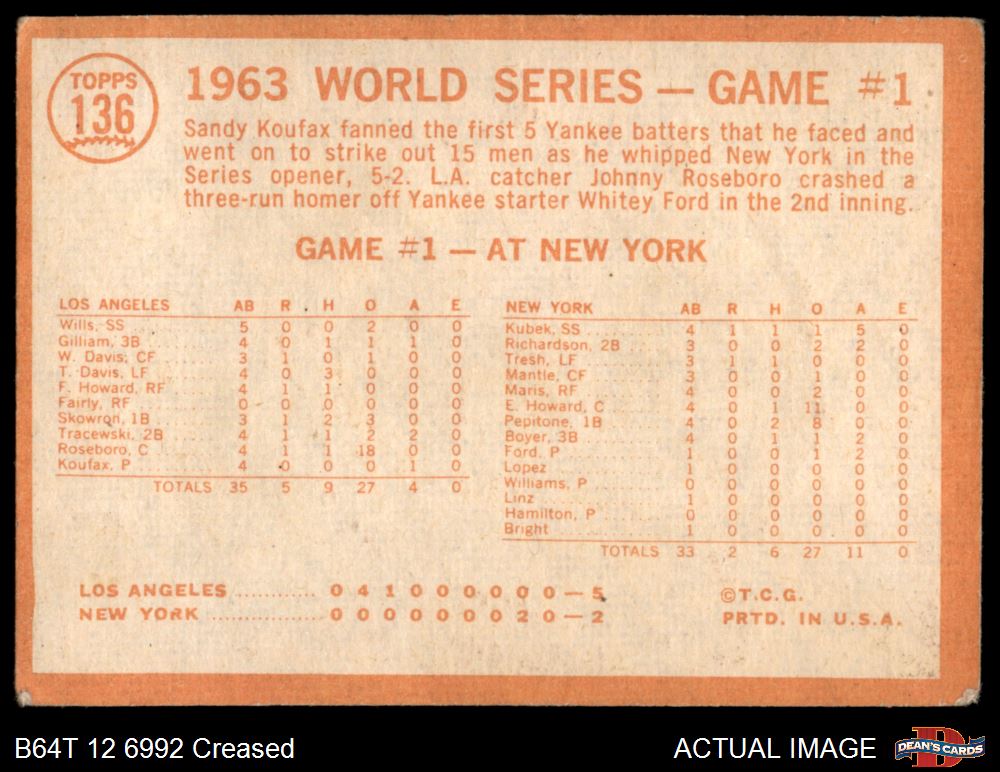 TOPPS
136
1963 WORLD SERIES — GAME #1
Sandy Koufax fanned the first 5 Yankee batters that he faced and
went on to strike out 15 men as he whipped New York in the
Series opener, 5-2. L.A. catcher Johnny Roseboro crashed a
three-run homer off Yankee starter Whitey Ford in the 2nd inning.
GAME #1 — AT NEW YORK
LOS ANGELES AB R H O A E
Wills, SS 5 0 0 2 0 0
Gilliam, 3B 4 0 1 1 1 0
W. Davis, CF 3 1 0 1 0 0
T. Davis, LF 4 0 3 0 0 0
F. Howard, RF 4 1 1 0 0 0
Fairly, RF 0 0 0 0 0 0
Skowron, 1B 3 1 2 3 0 0
Tracewski, 2B 4 1 1 2 2 0
Roseboro, C 4 1 1 18 0 0
Koufax, P 4 0 0 0 1 0
TOTALS 35 5 9 27 4 0
NEW YORK AB R H O A E
Kubek, SS 4 1 1 1 5 0
Richardson, 2B 3 0 0 2 2 0
Tresh, LF 3 1 1 0 0 0
Mantle, CF 3 0 0 1 0 0
Maris, RF 4 0 0 2 0 0
E. Howard, C 4 0 1 11 0 0
Pepitone, 1B 4 0 2 8 0 0
Boyer, 3B 4 0 1 1 2 0
Ford, P 1 0 0 1 2 0
Lopez 1 0 0 0 0 0
Williams, P 0 0 0 0 0 0
Linz 1 0 0 0 0 0
Hamilton, P 0 0 0 0 0 0
Bright 1 0 0 0 0 0
TOTALS 33 2 6 27 11 0
LOS ANGELES ............ 0 4 1 0 0 0 0 0 0 — 5
NEW YORK ................ 0 0 0 0 0 0 0 2 0 — 2
©T.C.G.
PRTD. IN U.S.A.
B64T 12 6992 Creased
ACTUAL IMAGE
DEAN'S CARDS